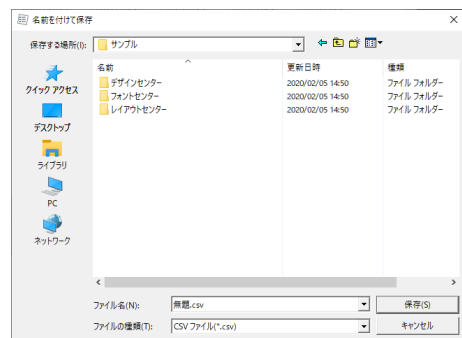 名前を付けて保存
保存する場所(I): サンプル
名前 更新日時 種類
デザインセンター 2020/02/05 14:50 ファイル フォルダー
フォントセンター 2020/02/05 14:50 ファイル フォルダー
レイアウトセンター 2020/02/05 14:50 ファイル フォルダー
クイック アクセス
デスクトップ
ライブラリ
PC
ネットワーク
ファイル名(N): 無題.csv 保存(S)
ファイルの種類(T): CSV ファイル(*.csv) キャンセル